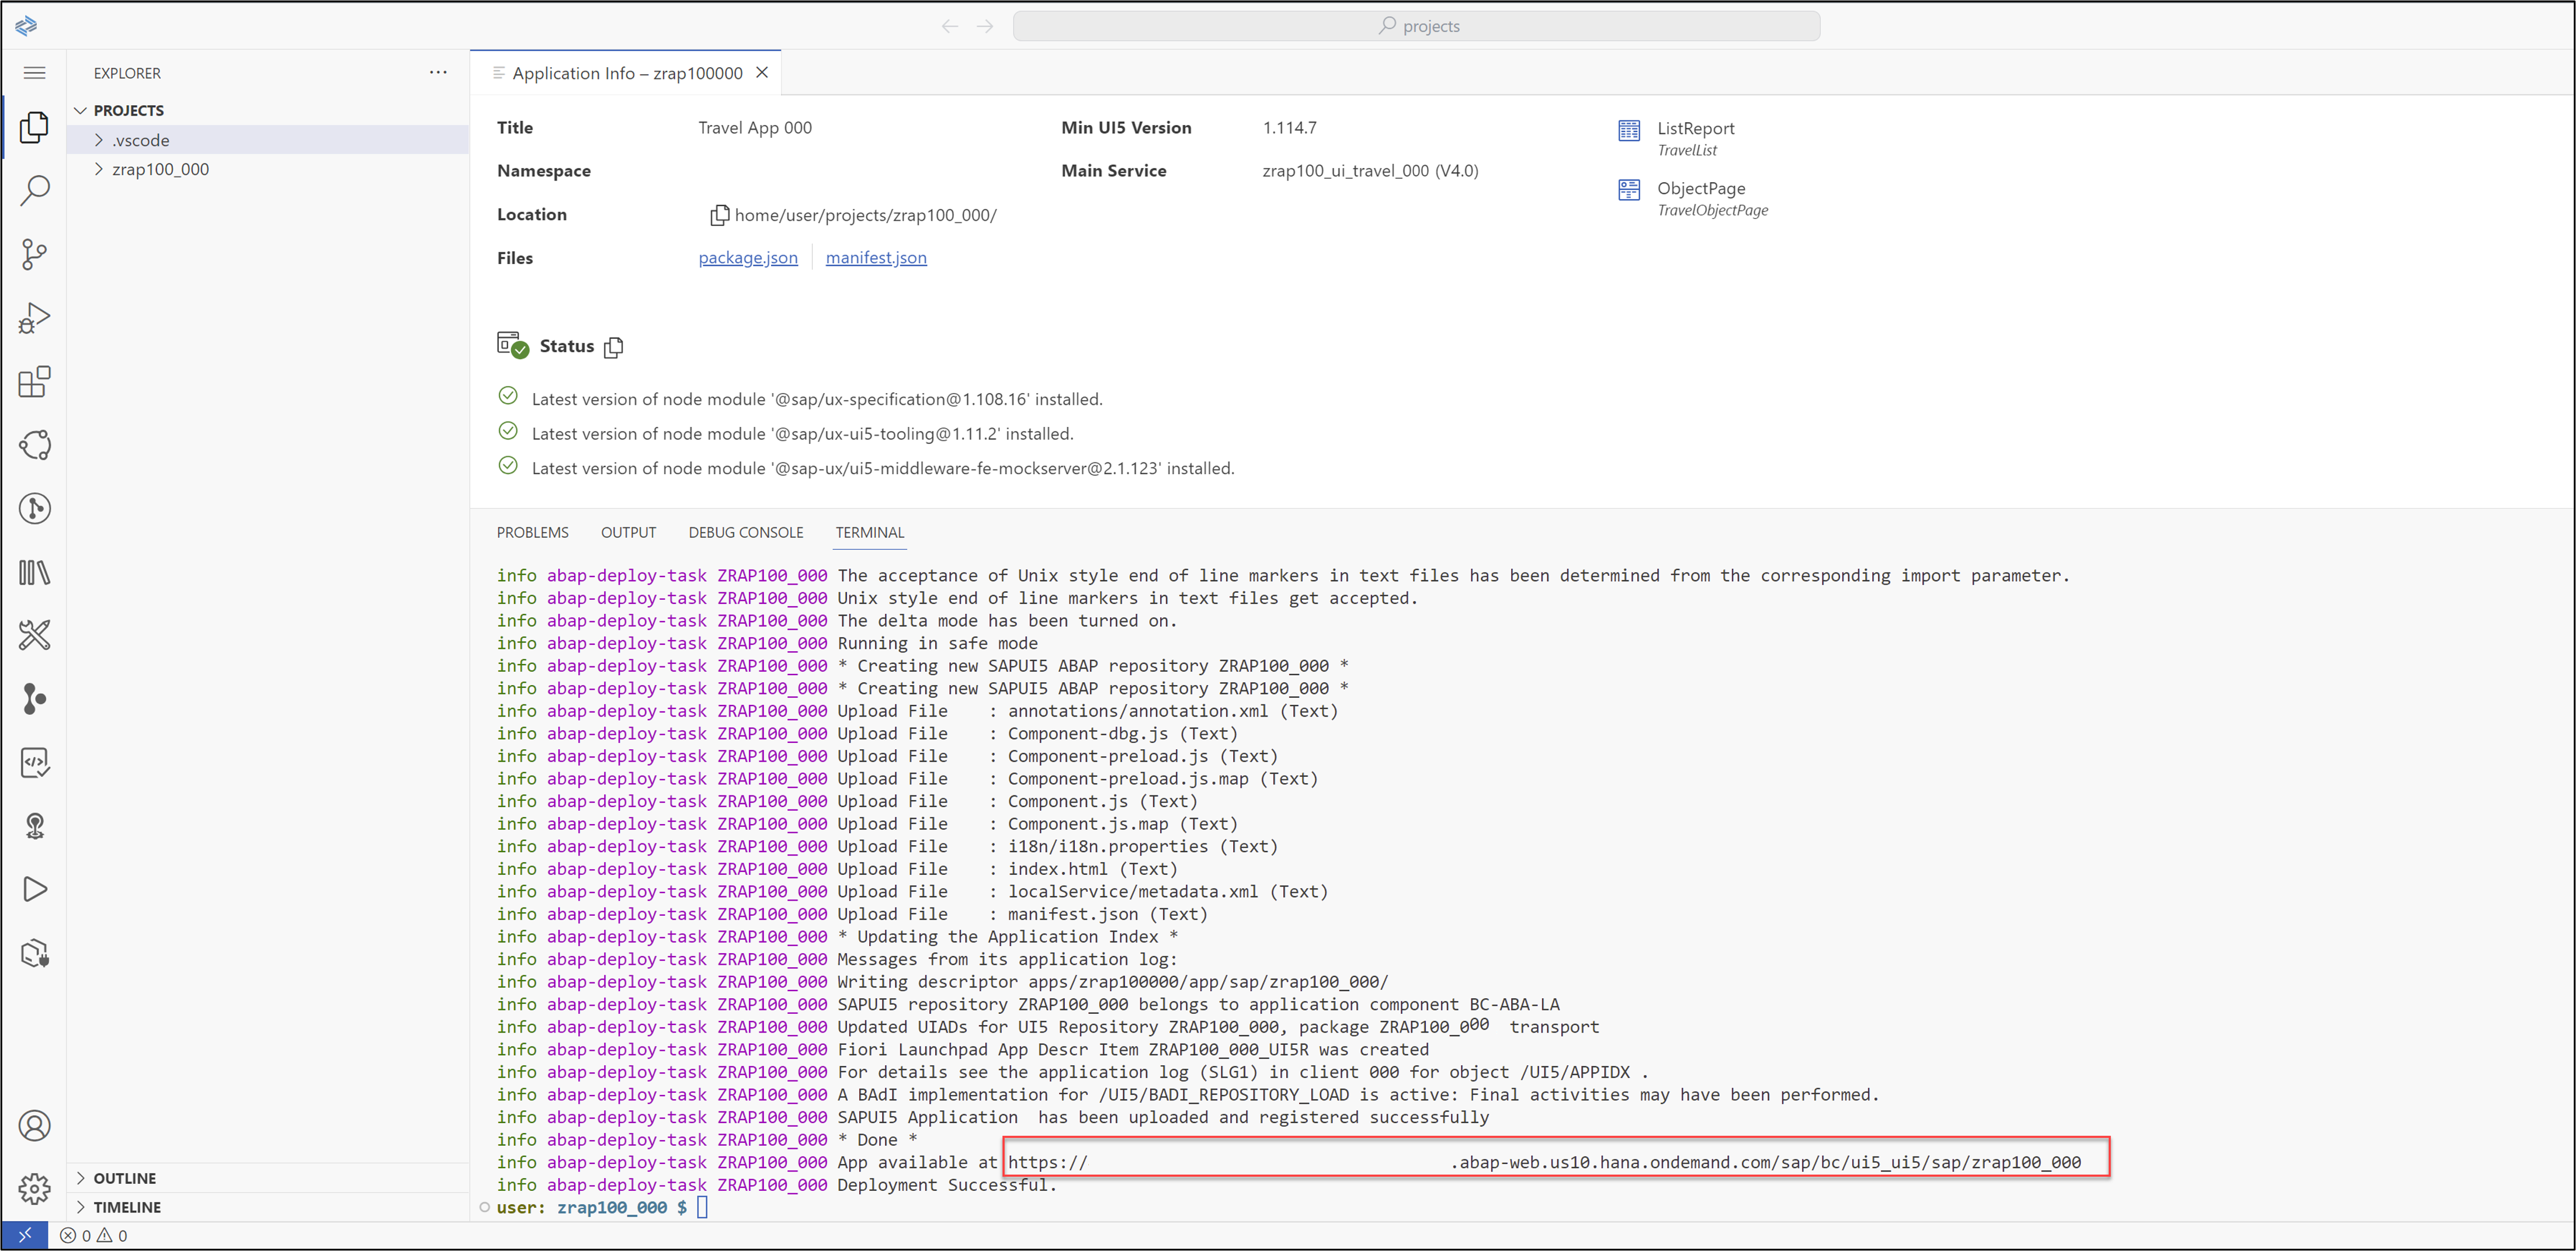 projects
EXPLORER
PROJECTS
.vscode
zrap100_000
OUTLINE
TIMELINE
Application Info – zrap100000
Title Travel App 000 Min UI5 Version 1.114.7
Namespace Main Service zrap100_ui_travel_000 (V4.0)
Location home/user/projects/zrap100_000/
Files package.json manifest.json
ListReport
TravelList
ObjectPage
TravelObjectPage
Status
Latest version of node module '@sap/ux-specification@1.108.16' installed.
Latest version of node module '@sap/ux-ui5-tooling@1.11.2' installed.
Latest version of node module '@sap-ux/ui5-middleware-fe-mockserver@2.1.123' installed.
PROBLEMS OUTPUT DEBUG CONSOLE TERMINAL
info abap-deploy-task ZRAP100_000 The acceptance of Unix style end of line markers in text files has been determined from the corresponding import parameter.
info abap-deploy-task ZRAP100_000 Unix style end of line markers in text files get accepted.
info abap-deploy-task ZRAP100_000 The delta mode has been turned on.
info abap-deploy-task ZRAP100_000 Running in safe mode
info abap-deploy-task ZRAP100_000 * Creating new SAPUI5 ABAP repository ZRAP100_000 *
info abap-deploy-task ZRAP100_000 * Creating new SAPUI5 ABAP repository ZRAP100_000 *
info abap-deploy-task ZRAP100_000 Upload File : annotations/annotation.xml (Text)
info abap-deploy-task ZRAP100_000 Upload File : Component-dbg.js (Text)
info abap-deploy-task ZRAP100_000 Upload File : Component-preload.js (Text)
info abap-deploy-task ZRAP100_000 Upload File : Component-preload.js.map (Text)
info abap-deploy-task ZRAP100_000 Upload File : Component.js (Text)
info abap-deploy-task ZRAP100_000 Upload File : Component.js.map (Text)
info abap-deploy-task ZRAP100_000 Upload File : i18n/i18n.properties (Text)
info abap-deploy-task ZRAP100_000 Upload File : index.html (Text)
info abap-deploy-task ZRAP100_000 Upload File : localService/metadata.xml (Text)
info abap-deploy-task ZRAP100_000 Upload File : manifest.json (Text)
info abap-deploy-task ZRAP100_000 * Updating the Application Index *
info abap-deploy-task ZRAP100_000 Messages from its application log:
info abap-deploy-task ZRAP100_000 Writing descriptor apps/zrap100000/app/sap/zrap100_000/
info abap-deploy-task ZRAP100_000 SAPUI5 repository ZRAP100_000 belongs to application component BC-ABA-LA
info abap-deploy-task ZRAP100_000 Updated UIADs for UI5 Repository ZRAP100_000, package ZRAP100_000 transport
info abap-deploy-task ZRAP100_000 Fiori Launchpad App Descr Item ZRAP100_000_UI5R was created
info abap-deploy-task ZRAP100_000 For details see the application log (SLG1) in client 000 for object /UI5/APPIDX .
info abap-deploy-task ZRAP100_000 A BAdI implementation for /UI5/BADI_REPOSITORY_LOAD is active: Final activities may have been performed.
info abap-deploy-task ZRAP100_000 SAPUI5 Application has been uploaded and registered successfully
info abap-deploy-task ZRAP100_000 * Done *
info abap-deploy-task ZRAP100_000 App available at https:// .abap-web.us10.hana.ondemand.com/sap/bc/ui5_ui5/sap/zrap100_000
info abap-deploy-task ZRAP100_000 Deployment Successful.
user: zrap100_000 $
0 0